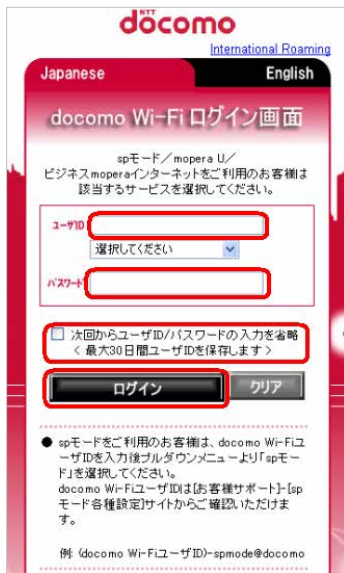 NTT
döcomo
International Roaming
Japanese
English
docomo Wi-Fi ログイン画面
spモード/mopera U/
ビジネスmoperaインターネットをご利用のお客様は
該当するサービスを選択してください。
ユーザID
選択してください
パスワード
次回からユーザID/パスワードの入力を省略
< 最大30日間ユーザIDを保存します >
ログイン
クリア
● spモードをご利用のお客様は、docomo Wi-Fiユ
ーザIDを入力後プルダウンメニューより「spモー
ド」を選択してください。
docomo Wi-FiユーザIDは[お客様サポート]-[sp
モード各種設定]サイトからご確認いただけま
す。
例: (docomo Wi-FiユーザID)-spmode@docomo